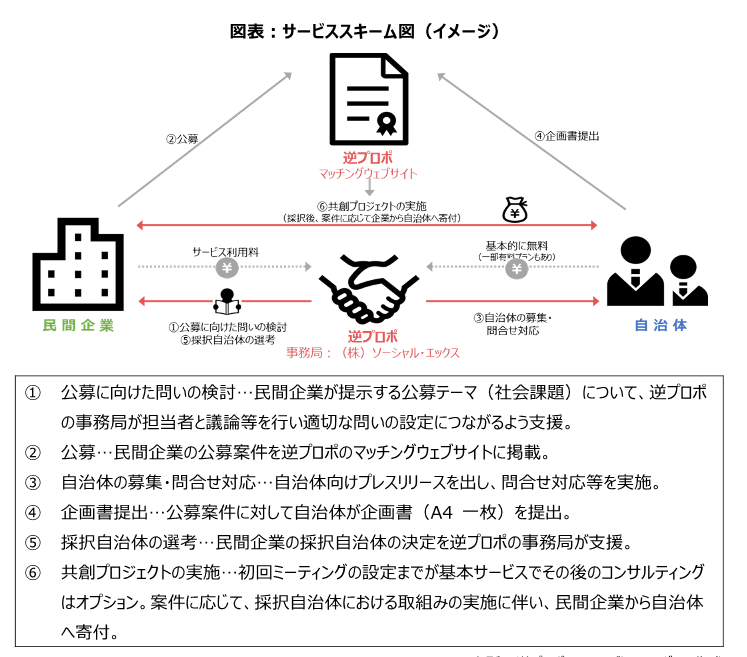 図表：サービススキーム図（イメージ）
②公募
④企画書提出
逆プロポ
マッチングウェブサイト
⑥共創プロジェクトの実施
（採択後、案件に応じて企業から自治体へ寄付）
¥
サービス利用料
¥
基本的に無料
（一部有料プランもあり）
¥
民間企業
①公募に向けた問いの検討
⑤採択自治体の選考
逆プロポ
事務局：（株）ソーシャル・エックス
③自治体の募集・
問合せ対応
自治体
① 公募に向けた問いの検討…民間企業が提示する公募テーマ（社会課題）について、逆プロポ
の事務局が担当者と議論等を行い適切な問いの設定につながるよう支援。
② 公募…民間企業の公募案件を逆プロポのマッチングウェブサイトに掲載。
③ 自治体の募集・問合せ対応…自治体向けプレスリリースを出し、問合せ対応等を実施。
④ 企画書提出…公募案件に対して自治体が企画書（A4 一枚）を提出。
⑤ 採択自治体の選考…民間企業の採択自治体の決定を逆プロポの事務局が支援。
⑥ 共創プロジェクトの実施…初回ミーティングの設定までが基本サービスでその後のコンサルティング
はオプション。案件に応じて、採択自治体における取組みの実施に伴い、民間企業から自治体
へ寄付。